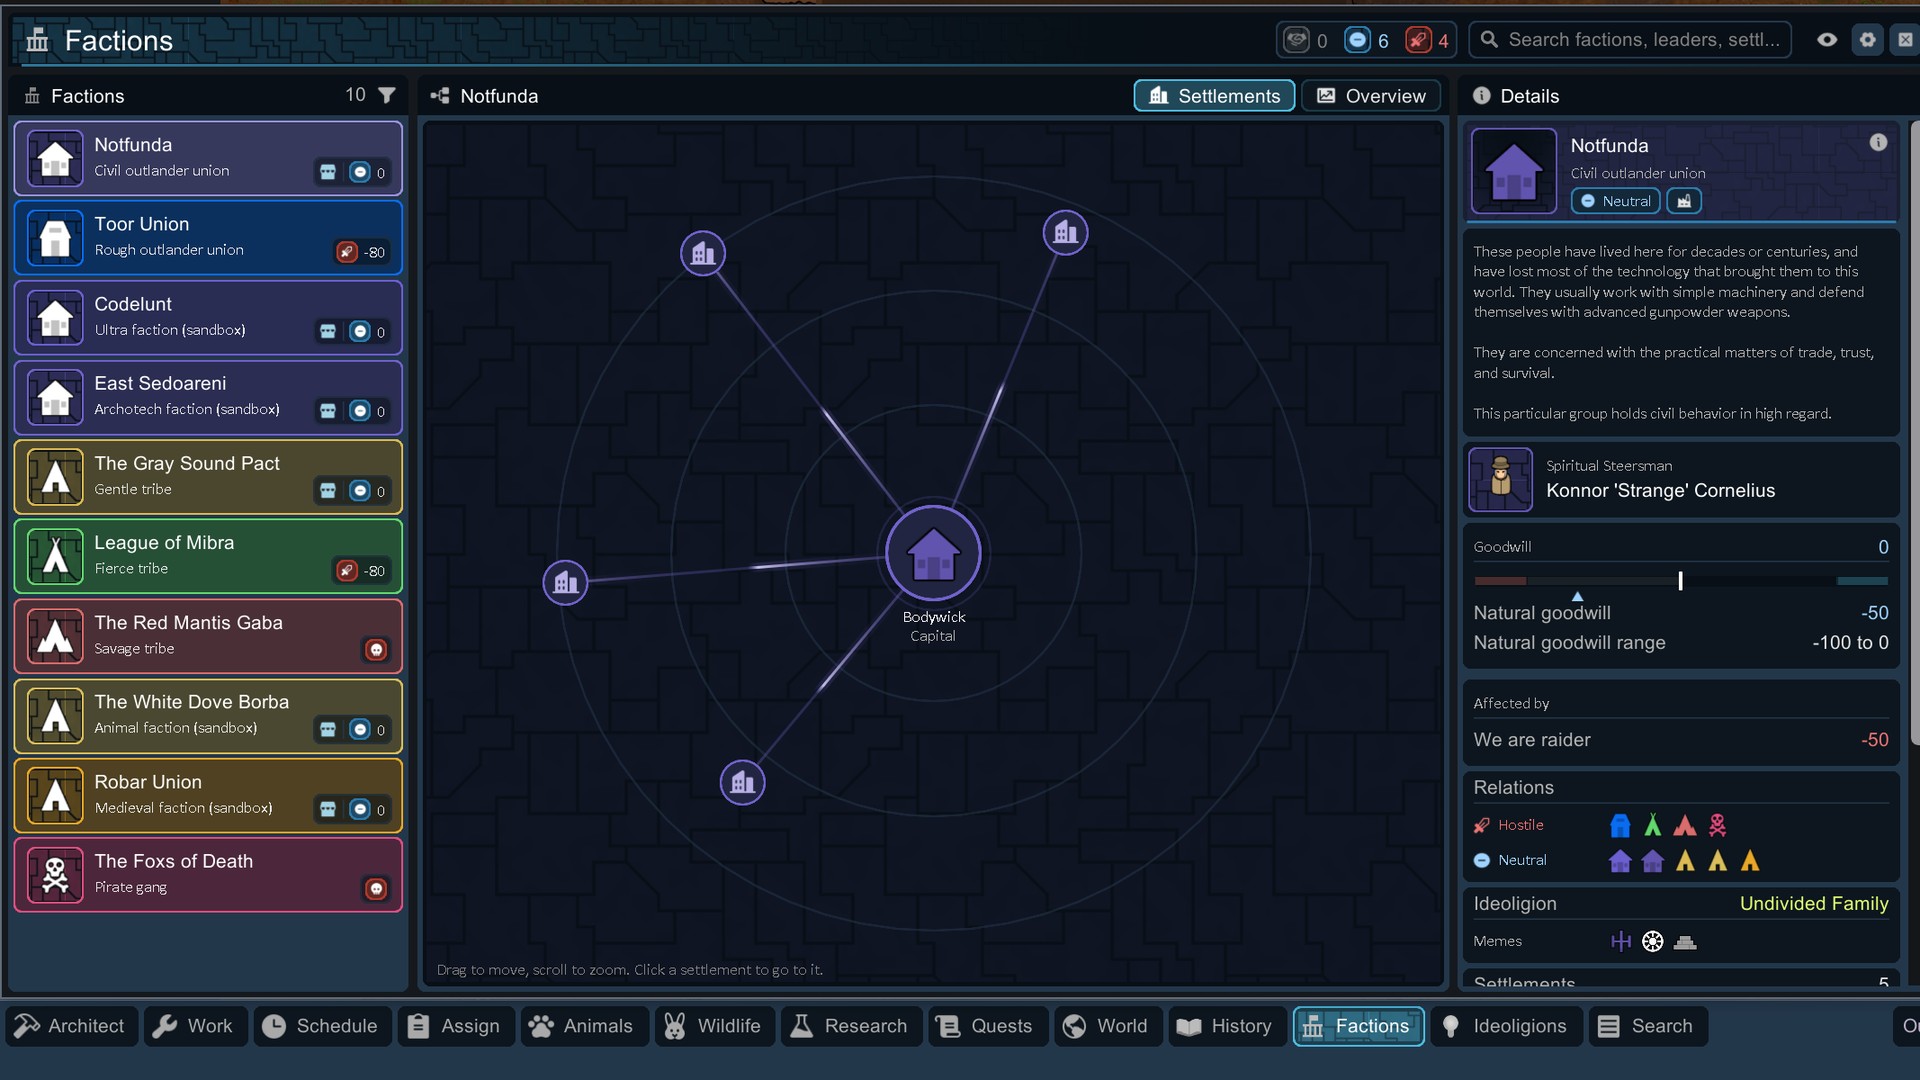 Factions
0 6 4
Search factions, leaders, settl...
Factions 10
Notfunda
Civil outlander union
0
Toor Union
Rough outlander union
-80
Codelunt
Ultra faction (sandbox)
0
East Sedoareni
Archotech faction (sandbox)
0
The Gray Sound Pact
Gentle tribe
0
League of Mibra
Fierce tribe
-80
The Red Mantis Gaba
Savage tribe
The White Dove Borba
Animal faction (sandbox)
0
Robar Union
Medieval faction (sandbox)
0
The Foxs of Death
Pirate gang
Notfunda
Settlements
Overview
Bodywick
Capital
Drag to move, scroll to zoom. Click a settlement to go to it.
Details
Notfunda
Civil outlander union
Neutral
These people have lived here for decades or centuries, and
have lost most of the technology that brought them to this
world. They usually work with simple machinery and defend
themselves with advanced gunpowder weapons.
They are concerned with the practical matters of trade, trust,
and survival.
This particular group holds civil behavior in high regard.
Spiritual Steersman
Konnor 'Strange' Cornelius
Goodwill 0
Natural goodwill -50
Natural goodwill range -100 to 0
Affected by
We are raider -50
Relations
Hostile
Neutral
Ideoligion Undivided Family
Memes
Settlements 5
Architect
Work
Schedule
Assign
Animals
Wildlife
Research
Quests
World
History
Factions
Ideoligions
Search